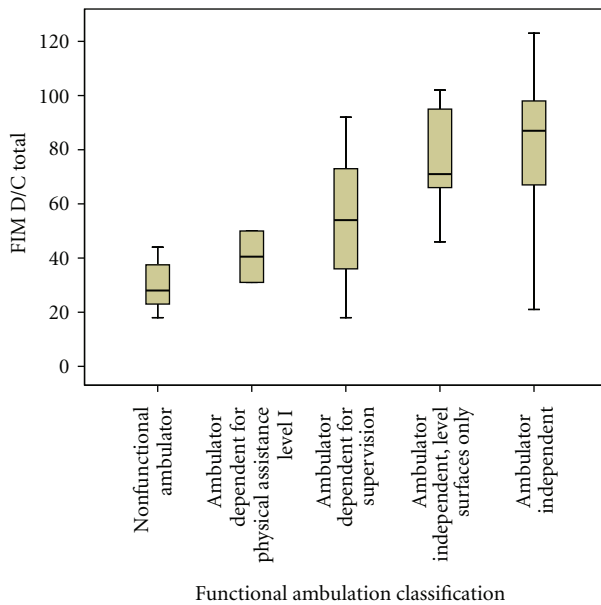 FIM D/C total
120
100
80
60
40
20
0
Nonfunctional
ambulator
Ambulator
dependent for
physical assistance
level I
Ambulator
dependent for
supervision
Ambulator
independent, level
surfaces only
Ambulator
independent
Functional ambulation classification